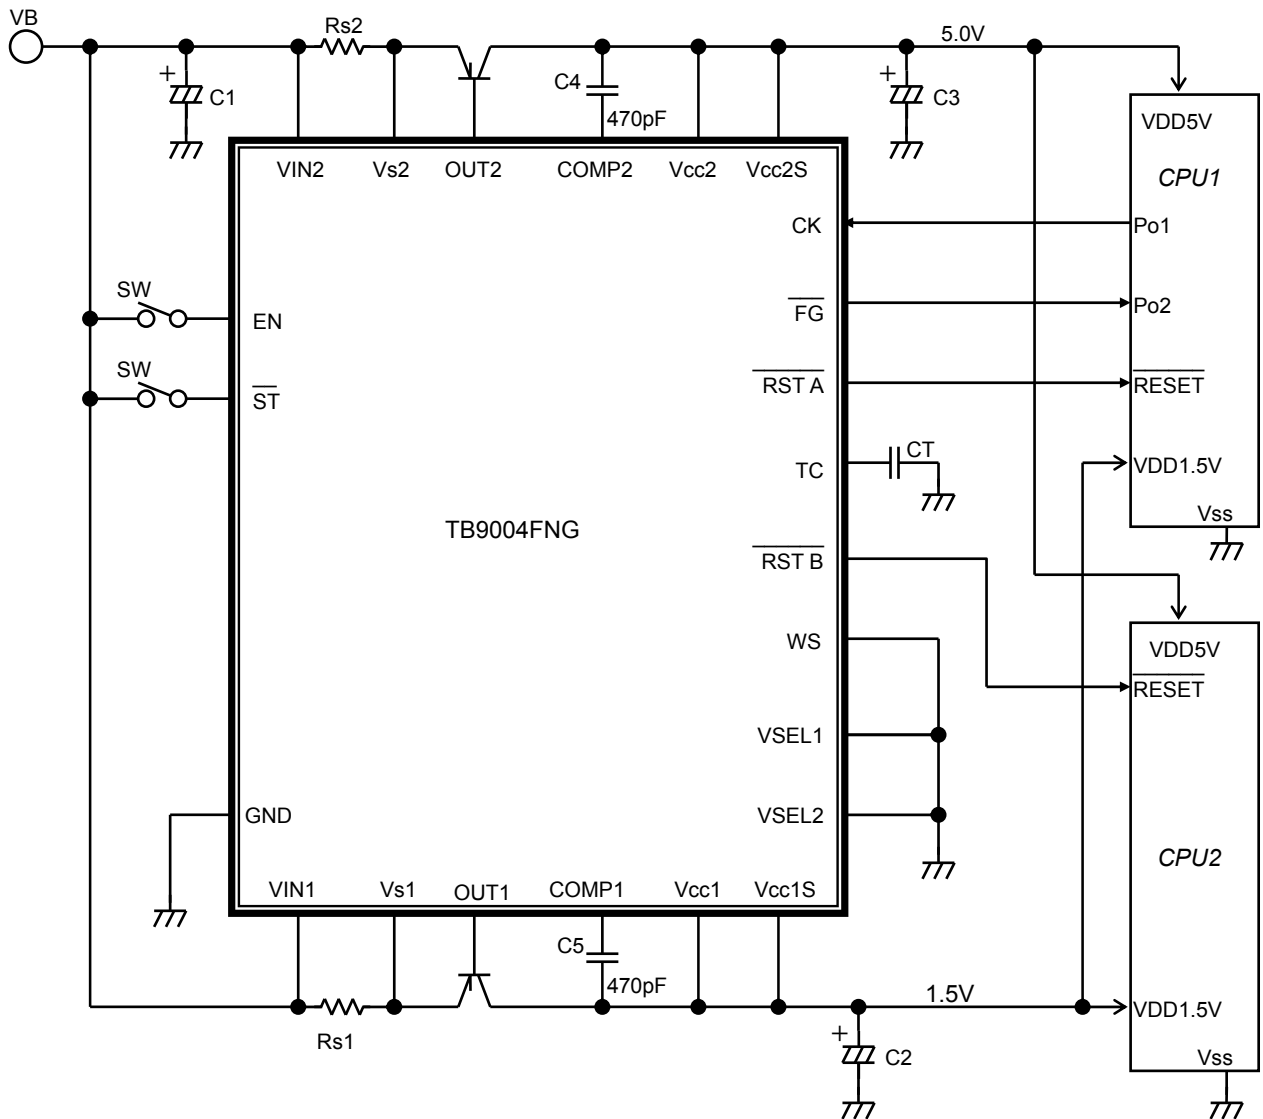 VB
Rs2
5.0V
+
C1
C4
470pF
+
C3
VIN2
Vs2
OUT2
COMP2
Vcc2
Vcc2S
VDD5V
CPU1
CK
Po1
SW
EN
FG
Po2
SW
ST
RST A
RESET
TC
CT
VDD1.5V
Vss
TB9004FNG
RST B
WS
VDD5V
RESET
VSEL1
GND
VSEL2
CPU2
VIN1
Vs1
OUT1
COMP1
Vcc1
Vcc1S
C5
470pF
1.5V
VDD1.5V
Rs1
+
C2
Vss